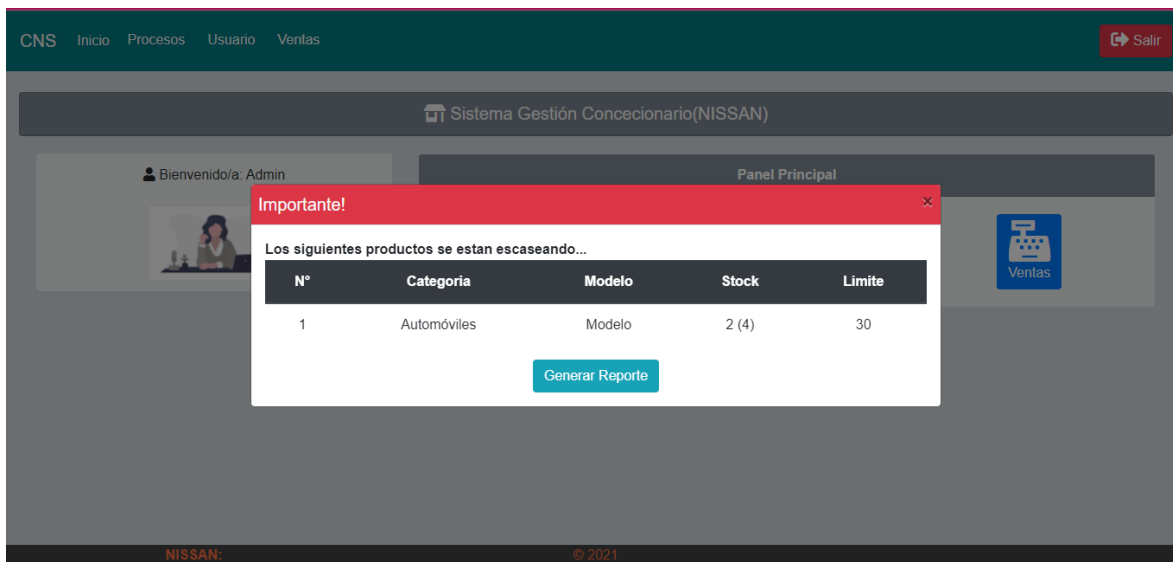 CNS Inicio Procesos Usuario Ventas Salir
Sistema Gestión Concecionario(NISSAN)
Bienvenido/a: Admin
Panel Principal
Importante!
×
Los siguientes productos se estan escaseando...
N° Categoria Modelo Stock Limite
1 Automóviles Modelo 2 (4) 30
Generar Reporte
Ventas
NISSAN: © 2021